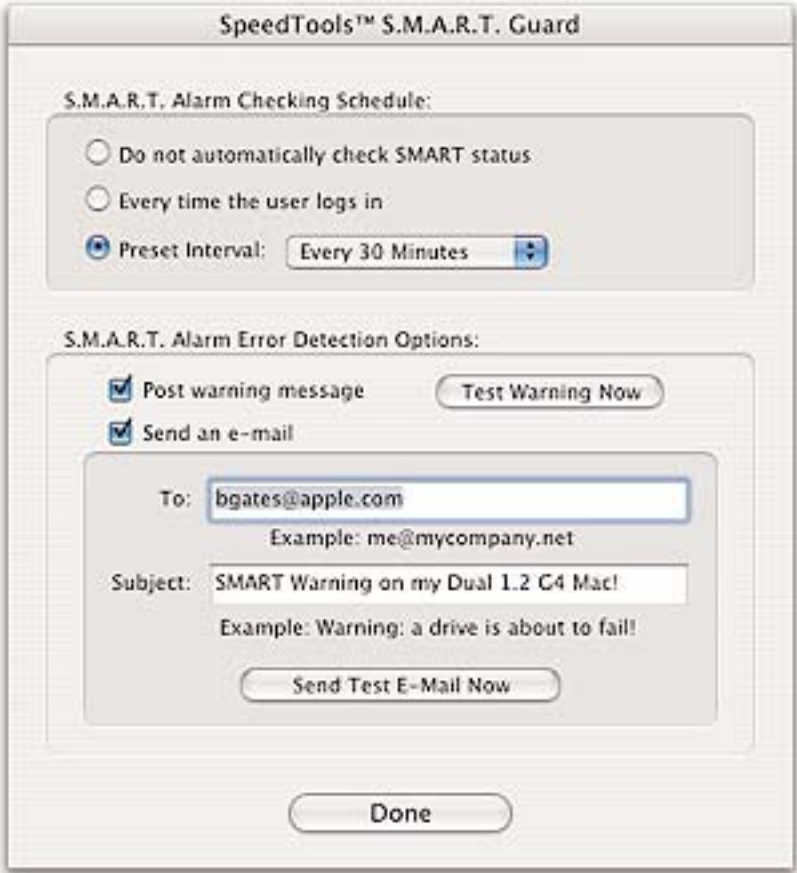 SpeedTools™ S.M.A.R.T. Guard
S.M.A.R.T. Alarm Checking Schedule:
Do not automatically check SMART status
Every time the user logs in
Preset Interval: Every 30 Minutes
S.M.A.R.T. Alarm Error Detection Options:
Post warning message Test Warning Now
Send an e-mail
To: bgates@apple.com
Example: me@mycompany.net
Subject: SMART Warning on my Dual 1.2 G4 Mac!
Example: Warning: a drive is about to fail!
Send Test E-Mail Now
Done